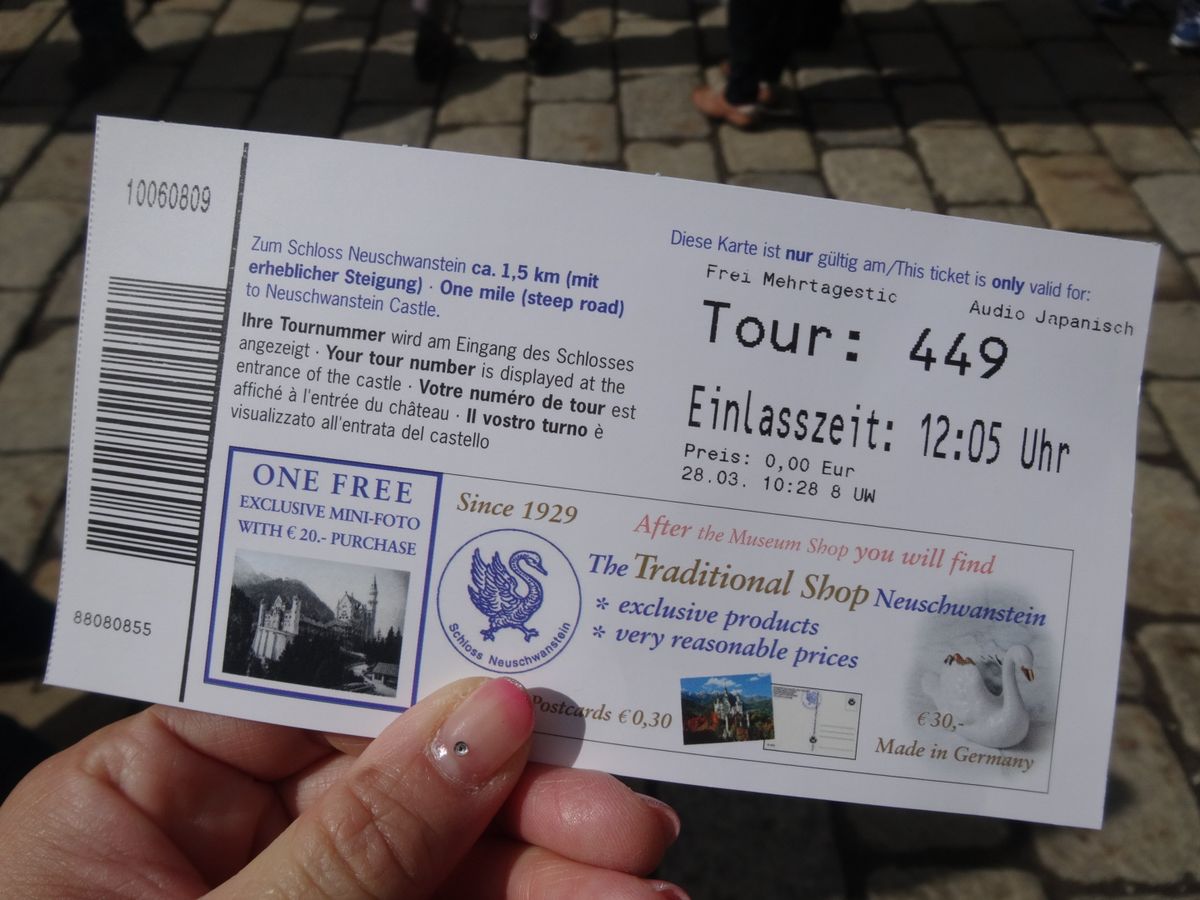 10060809
88080855
Zum Schloss Neuschwanstein ca. 1,5 km (mit
erheblicher Steigung) · One mile (steep road)
to Neuschwanstein Castle.
Ihre Tournummer wird am Eingang des Schlosses
angezeigt · Your tour number is displayed at the
entrance of the castle · Votre numéro de tour est
affiché à l'entrée du château · Il vostro turno è
visualizzato all'entrata del castello
Diese Karte ist nur gültig am/This ticket is only valid for:
Frei Mehrtagestic
Audio Japanisch
Tour: 449
Einlasszeit: 12:05 Uhr
Preis: 0,00 Eur
28.03. 10:28 8 UW
ONE FREE
EXCLUSIVE MINI-FOTO
WITH € 20.- PURCHASE
Since 1929
Schloss Neuschwanstein
After the Museum Shop you will find
The Traditional Shop Neuschwanstein
* exclusive products
* very reasonable prices
Postcards € 0,30
€ 30,-
Made in Germany